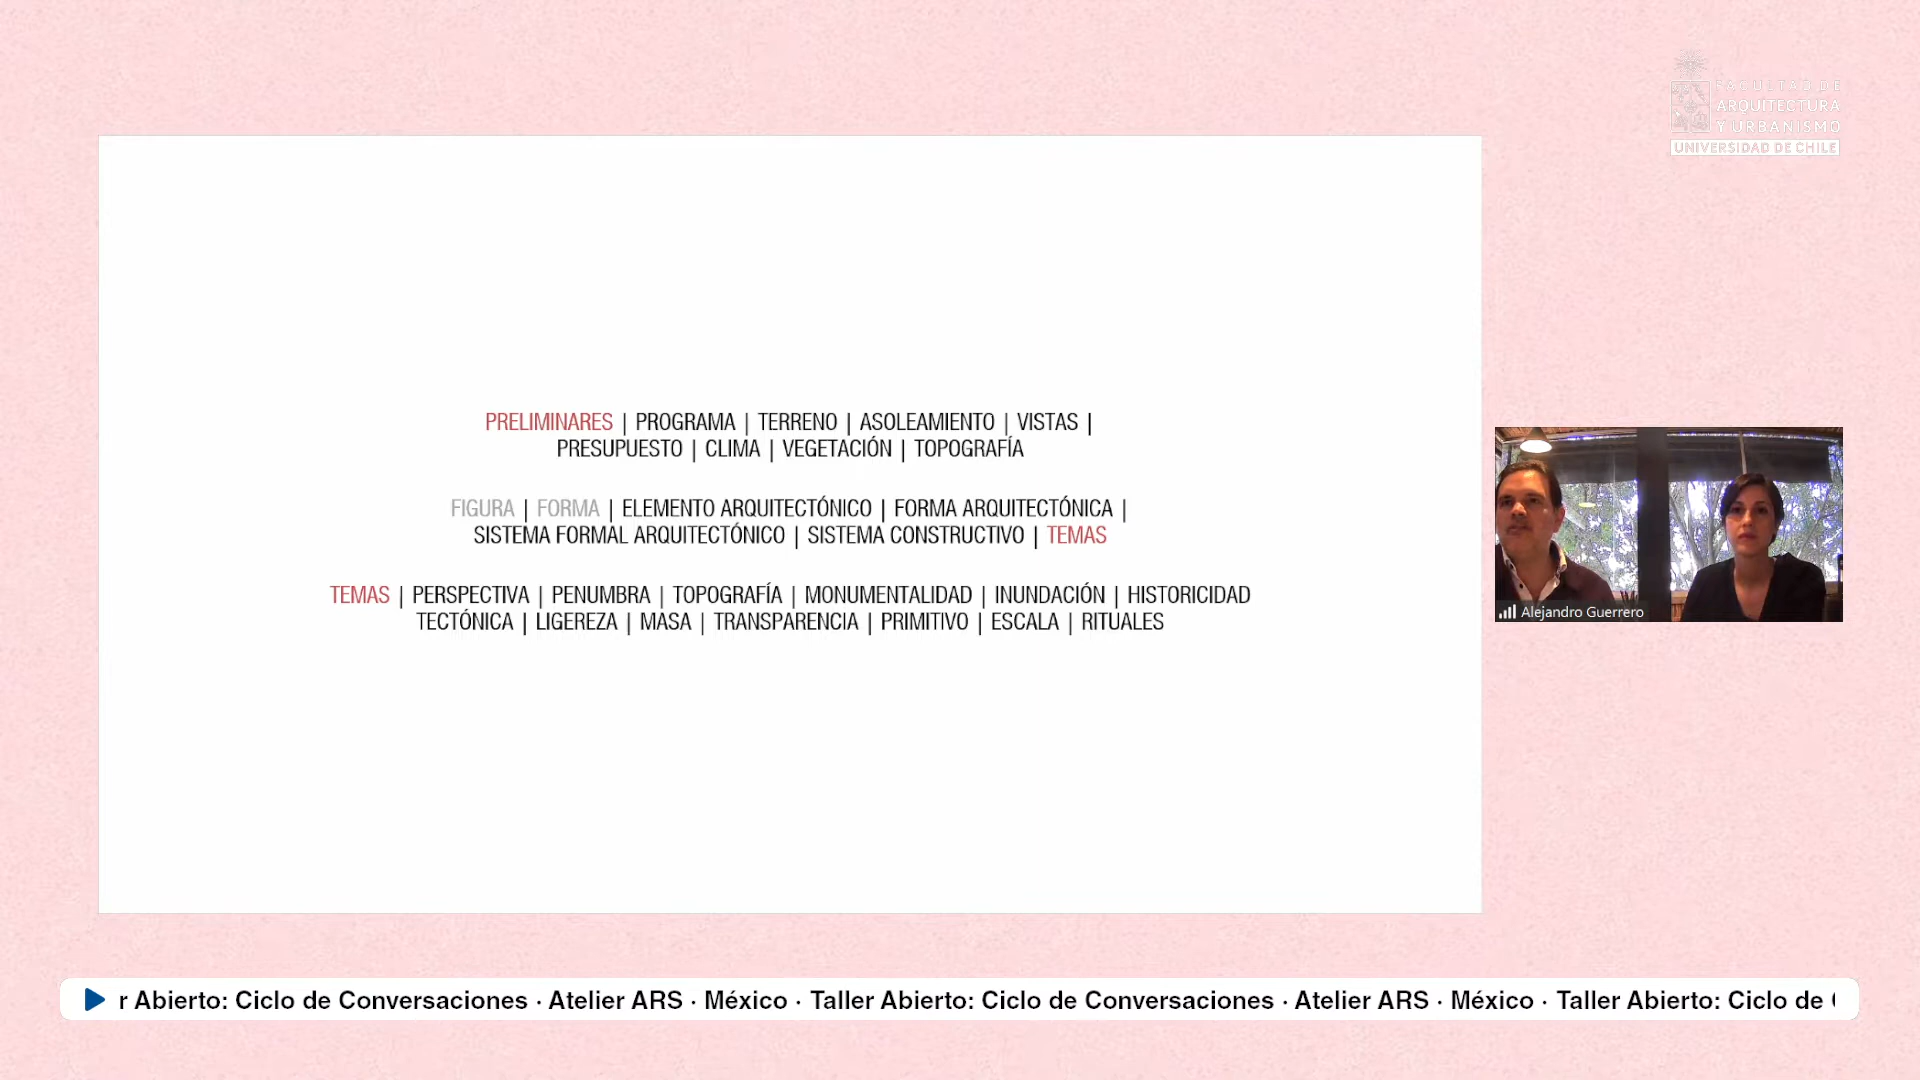 FACULTAD DE
ARQUITECTURA
Y URBANISMO
UNIVERSIDAD DE CHILE
PRELIMINARES | PROGRAMA | TERRENO | ASOLEAMIENTO | VISTAS |
PRESUPUESTO | CLIMA | VEGETACIÓN | TOPOGRAFÍA
FIGURA | FORMA | ELEMENTO ARQUITECTÓNICO | FORMA ARQUITECTÓNICA |
SISTEMA FORMAL ARQUITECTÓNICO | SISTEMA CONSTRUCTIVO | TEMAS
TEMAS | PERSPECTIVA | PENUMBRA | TOPOGRAFÍA | MONUMENTALIDAD | INUNDACIÓN | HISTORICIDAD
TECTÓNICA | LIGEREZA | MASA | TRANSPARENCIA | PRIMITIVO | ESCALA | RITUALES
Alejandro Guerrero
r Abierto: Ciclo de Conversaciones · Atelier ARS · México · Taller Abierto: Ciclo de Conversaciones · Atelier ARS · México · Taller Abierto: Ciclo de